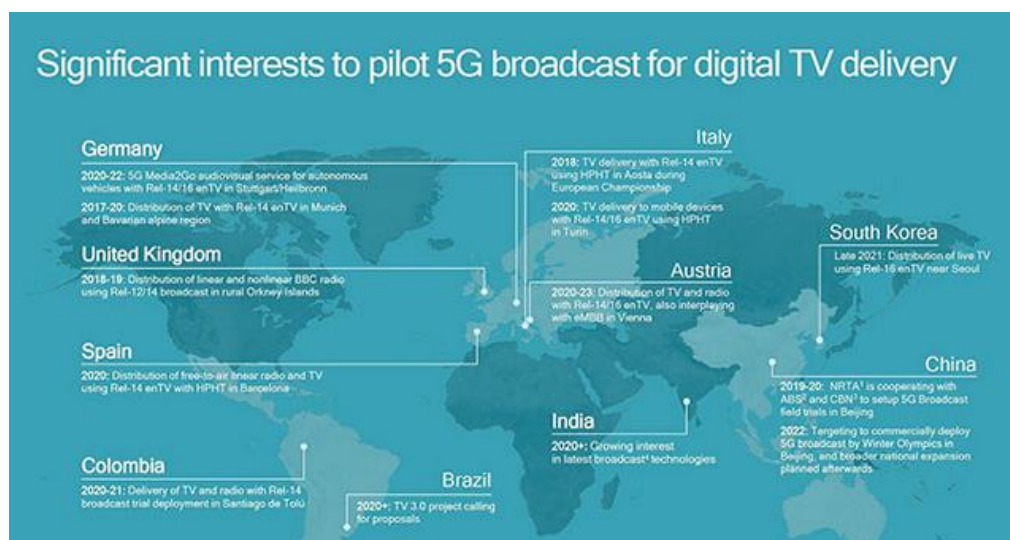 Significant interests to pilot 5G broadcast for digital TV delivery
Germany
2020-22: 5G Media2Go audiovisual service for autonomous
vehicles with Rel-14/16 enTV in Stuttgart/Heilbronn
2017-20: Distribution of TV with Rel-14 enTV in Munich
and Bavarian alpine region
United Kingdom
2018-19: Distribution of linear and nonlinear BBC radio
using Rel-12/14 broadcast in rural Orkney Islands
Spain
2020: Distribution of free-to-air linear radio and TV
using Rel-14 enTV with HPHT in Barcelona
Colombia
2020-21: Delivery of TV and radio with Rel-14
broadcast trial deployment in Santiago de Tolú
Brazil
2020+: TV 3.0 project calling
for proposals
Italy
2018: TV delivery with Rel-14 enTV
using HPHT in Aosta during
European Championship
2020: TV delivery to mobile devices
with Rel-14/16 enTV using HPHT
in Turin
Austria
2020-23: Distribution of TV and radio
with Rel-14/16 enTV, also interplaying
with eMBB in Vienna
India
2020+: Growing interest
in latest broadcast⁴ technologies
South Korea
Late 2021: Distribution of live TV
using Rel-16 enTV near Seoul
China
2019-20: NRTA¹ is cooperating with
ABS² and CBN³ to setup 5G Broadcast
field trials in Beijing
2022: Targeting to commercially deploy
5G broadcast by Winter Olympics in
Beijing, and broader national expansion
planned afterwards